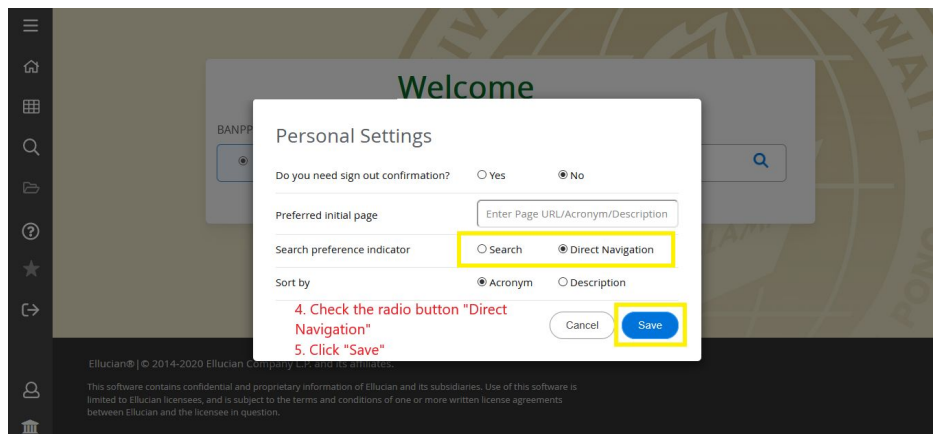 Welcome
BANPP
Personal Settings
Do you need sign out confirmation? Yes No
Preferred initial page Enter Page URL/Acronym/Description
Search preference indicator Search Direct Navigation
Sort by Acronym Description
4. Check the radio button "Direct
Navigation"
5. Click "Save"
Cancel Save
Ellucian®|© 2014-2020 Ellucian Company L.P. and its affiliates.
This software contains confidential and proprietary information of Ellucian and its subsidiaries. Use of this software is
limited to Ellucian licensees, and is subject to the terms and conditions of one or more written license agreements
between Ellucian and the licensee in question.